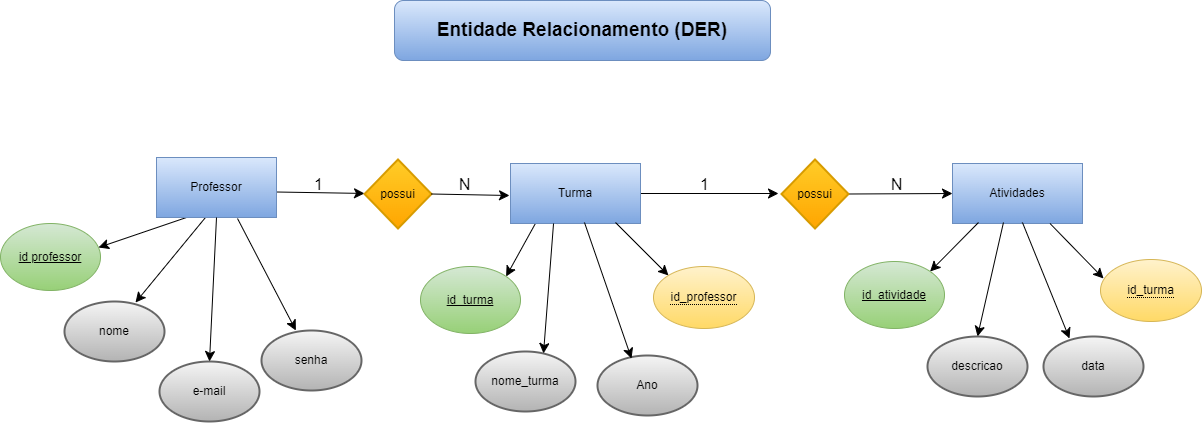 Entidade Relacionamento (DER)
Professor
1
possui
N
Turma
1
possui
N
Atividades
id professor
nome
e-mail
senha
id_turma
nome_turma
Ano
id_professor
id_atividade
descricao
data
id_turma